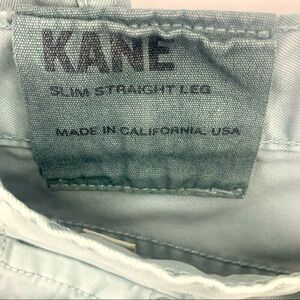 KANE
SLIM STRAIGHT LEG
MADE IN CALIFORNIA, USA